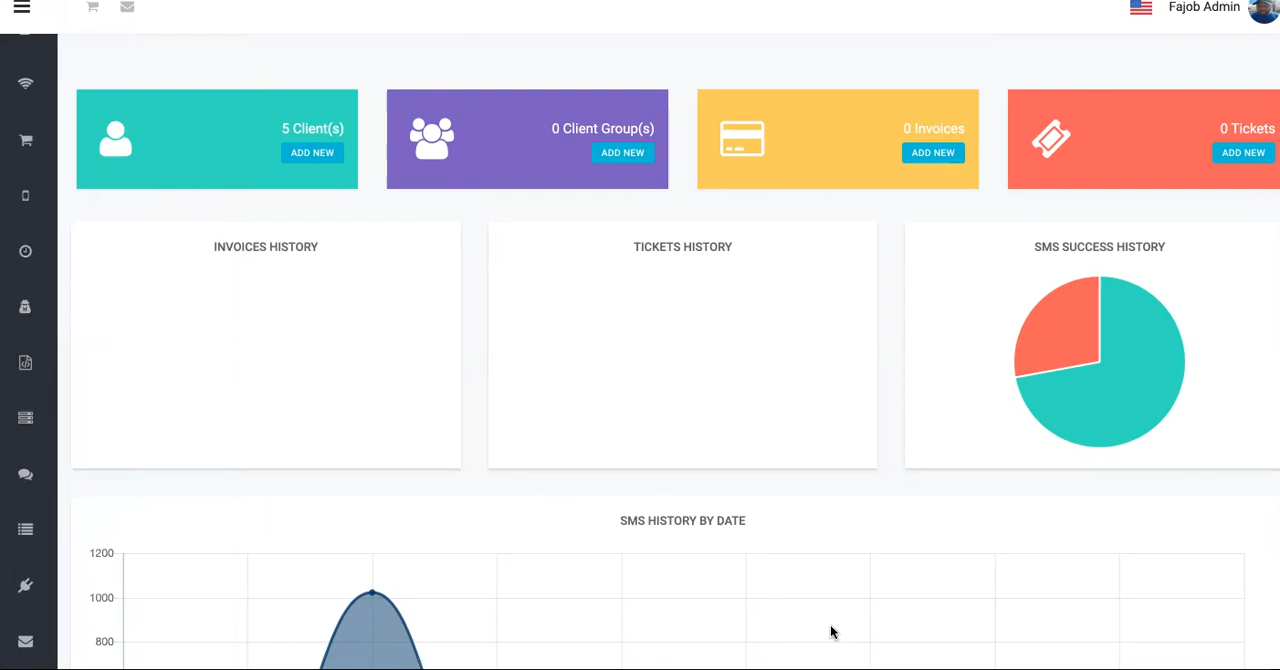 Fajob Admin
5 Client(s)
ADD NEW
0 Client Group(s)
ADD NEW
0 Invoices
ADD NEW
0 Tickets
ADD NEW
INVOICES HISTORY
TICKETS HISTORY
SMS SUCCESS HISTORY
SMS HISTORY BY DATE
1200
1000
800